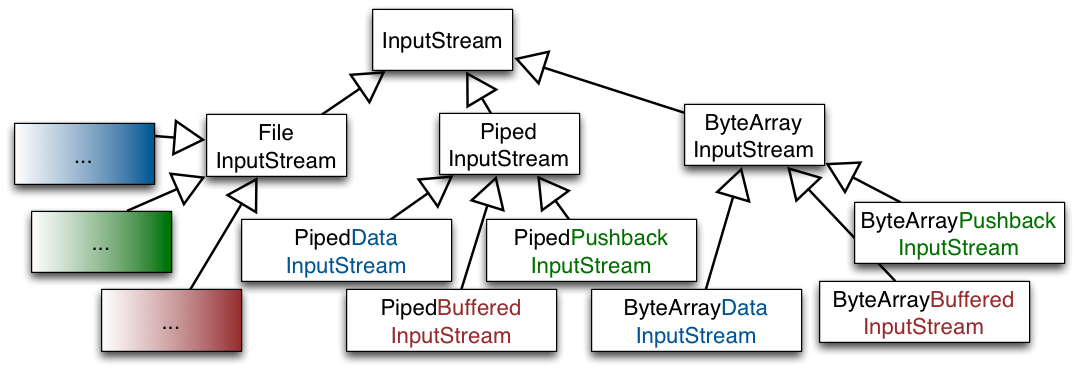 InputStream
File
InputStream
Piped
InputStream
ByteArray
InputStream
...
...
...
PipedData
InputStream
PipedPushback
InputStream
PipedBuffered
InputStream
ByteArrayData
InputStream
ByteArrayPushback
InputStream
ByteArrayBuffered
InputStream